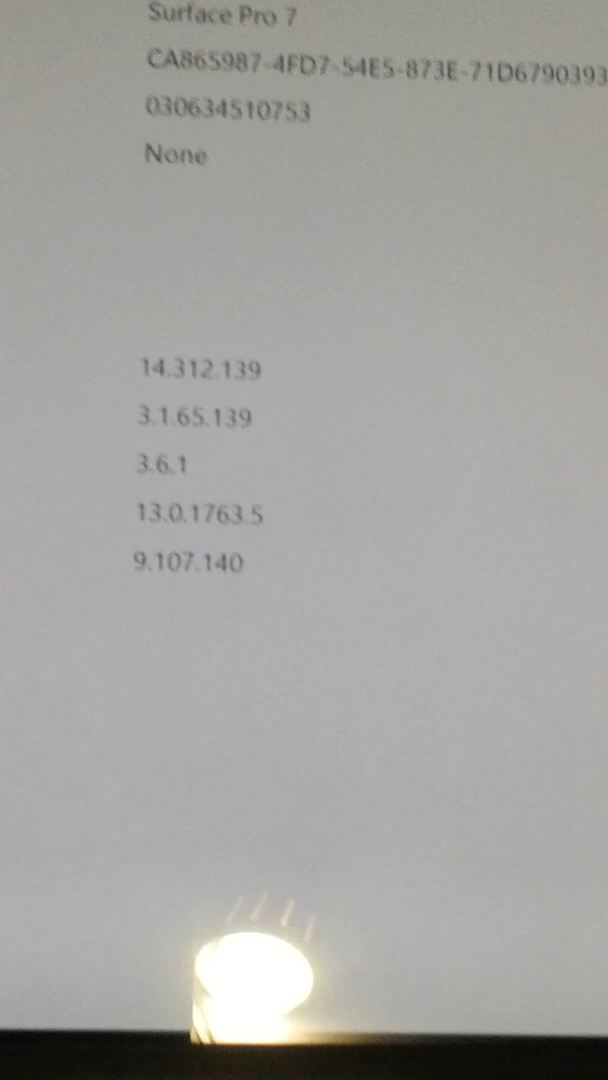 Surface Pro 7
CA865987-4FD7-54E5-873E-71D6790393
030634510753
None
14.312.139
3.1.65.139
3.6.1
13.0.1763.5
9.107.140